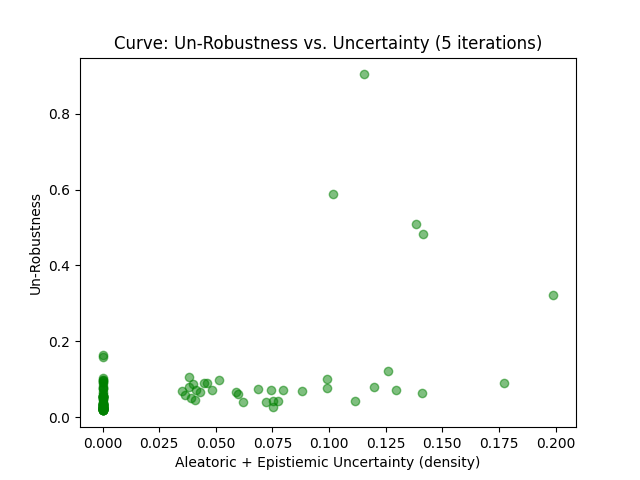 Curve: Un-Robustness vs. Uncertainty (5 iterations)
Un-Robustness
0.8
0.6
0.4
0.2
0.0
0.000 0.025 0.050 0.075 0.100 0.125 0.150 0.175 0.200
Aleatoric + Epistiemic Uncertainty (density)